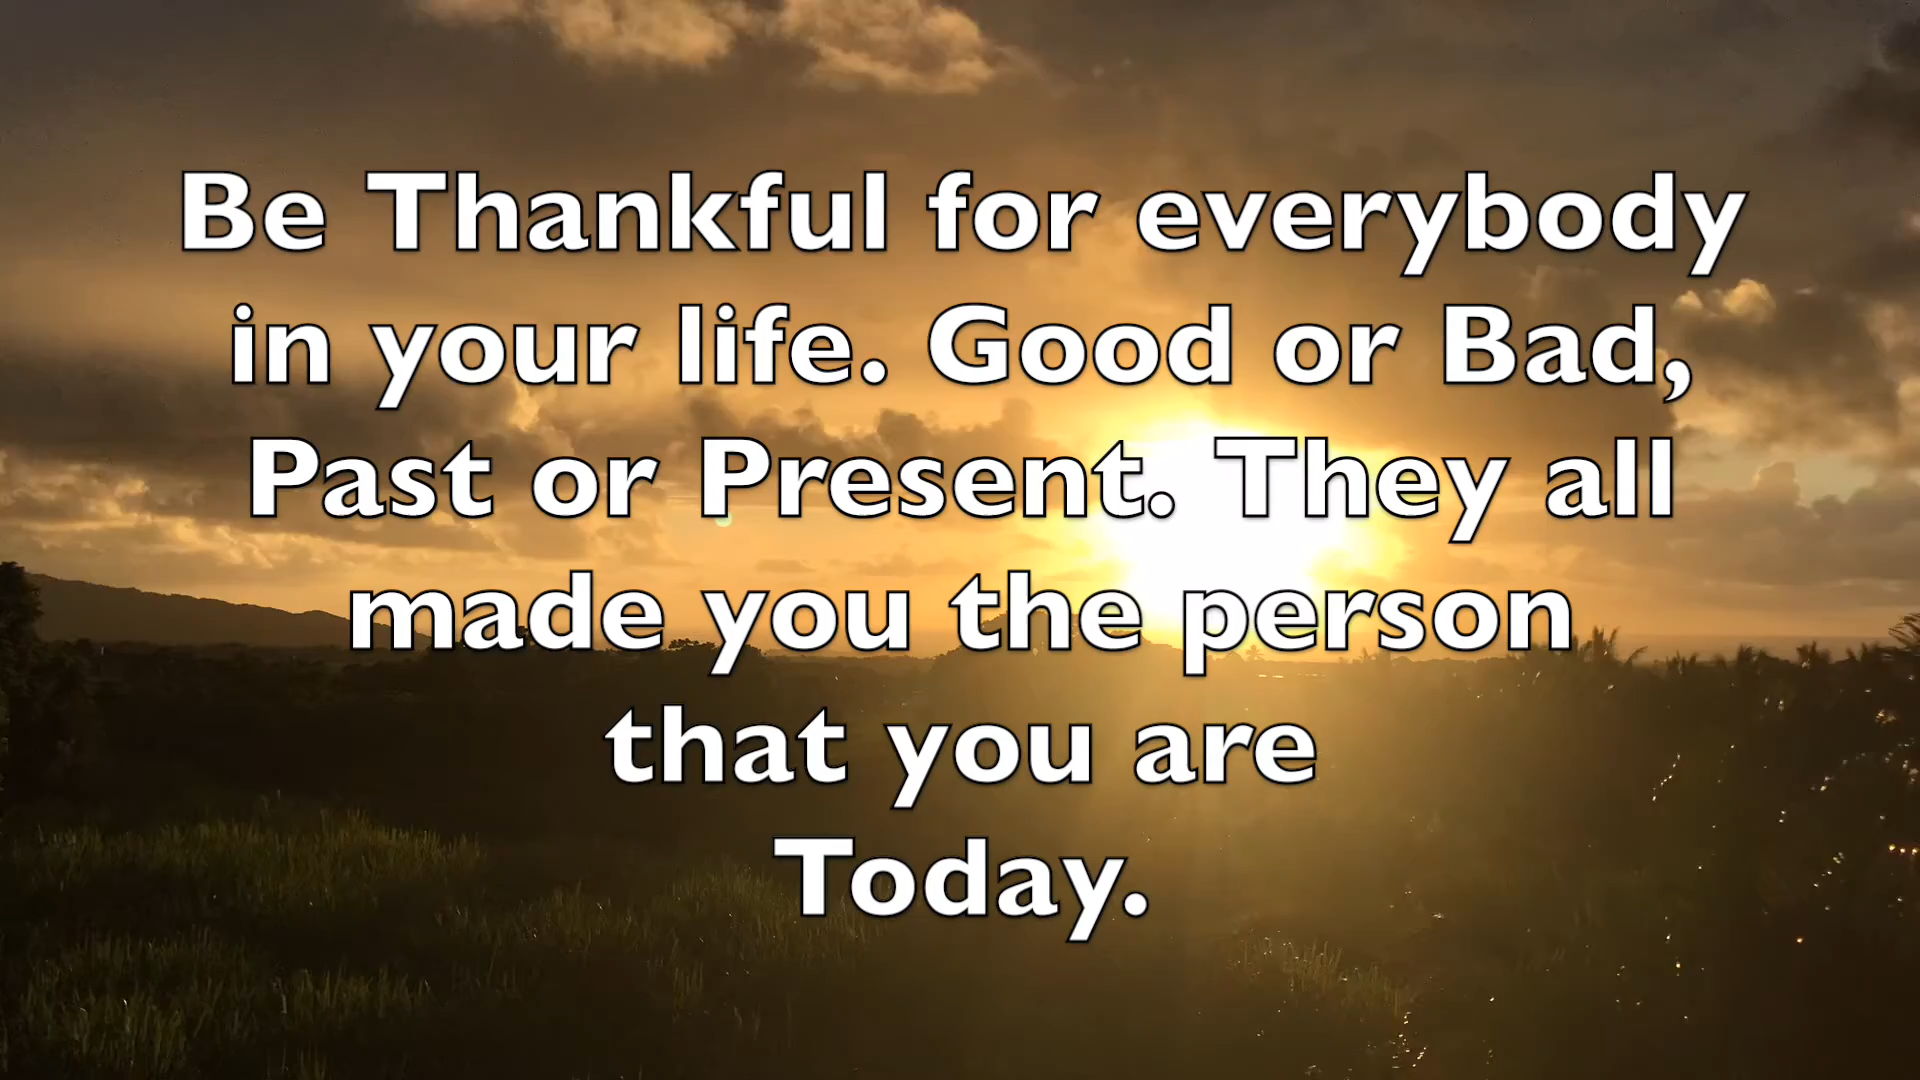 Be Thankful for everybody
in your life. Good or Bad,
Past or Present. They all
made you the person
that you are
Today.